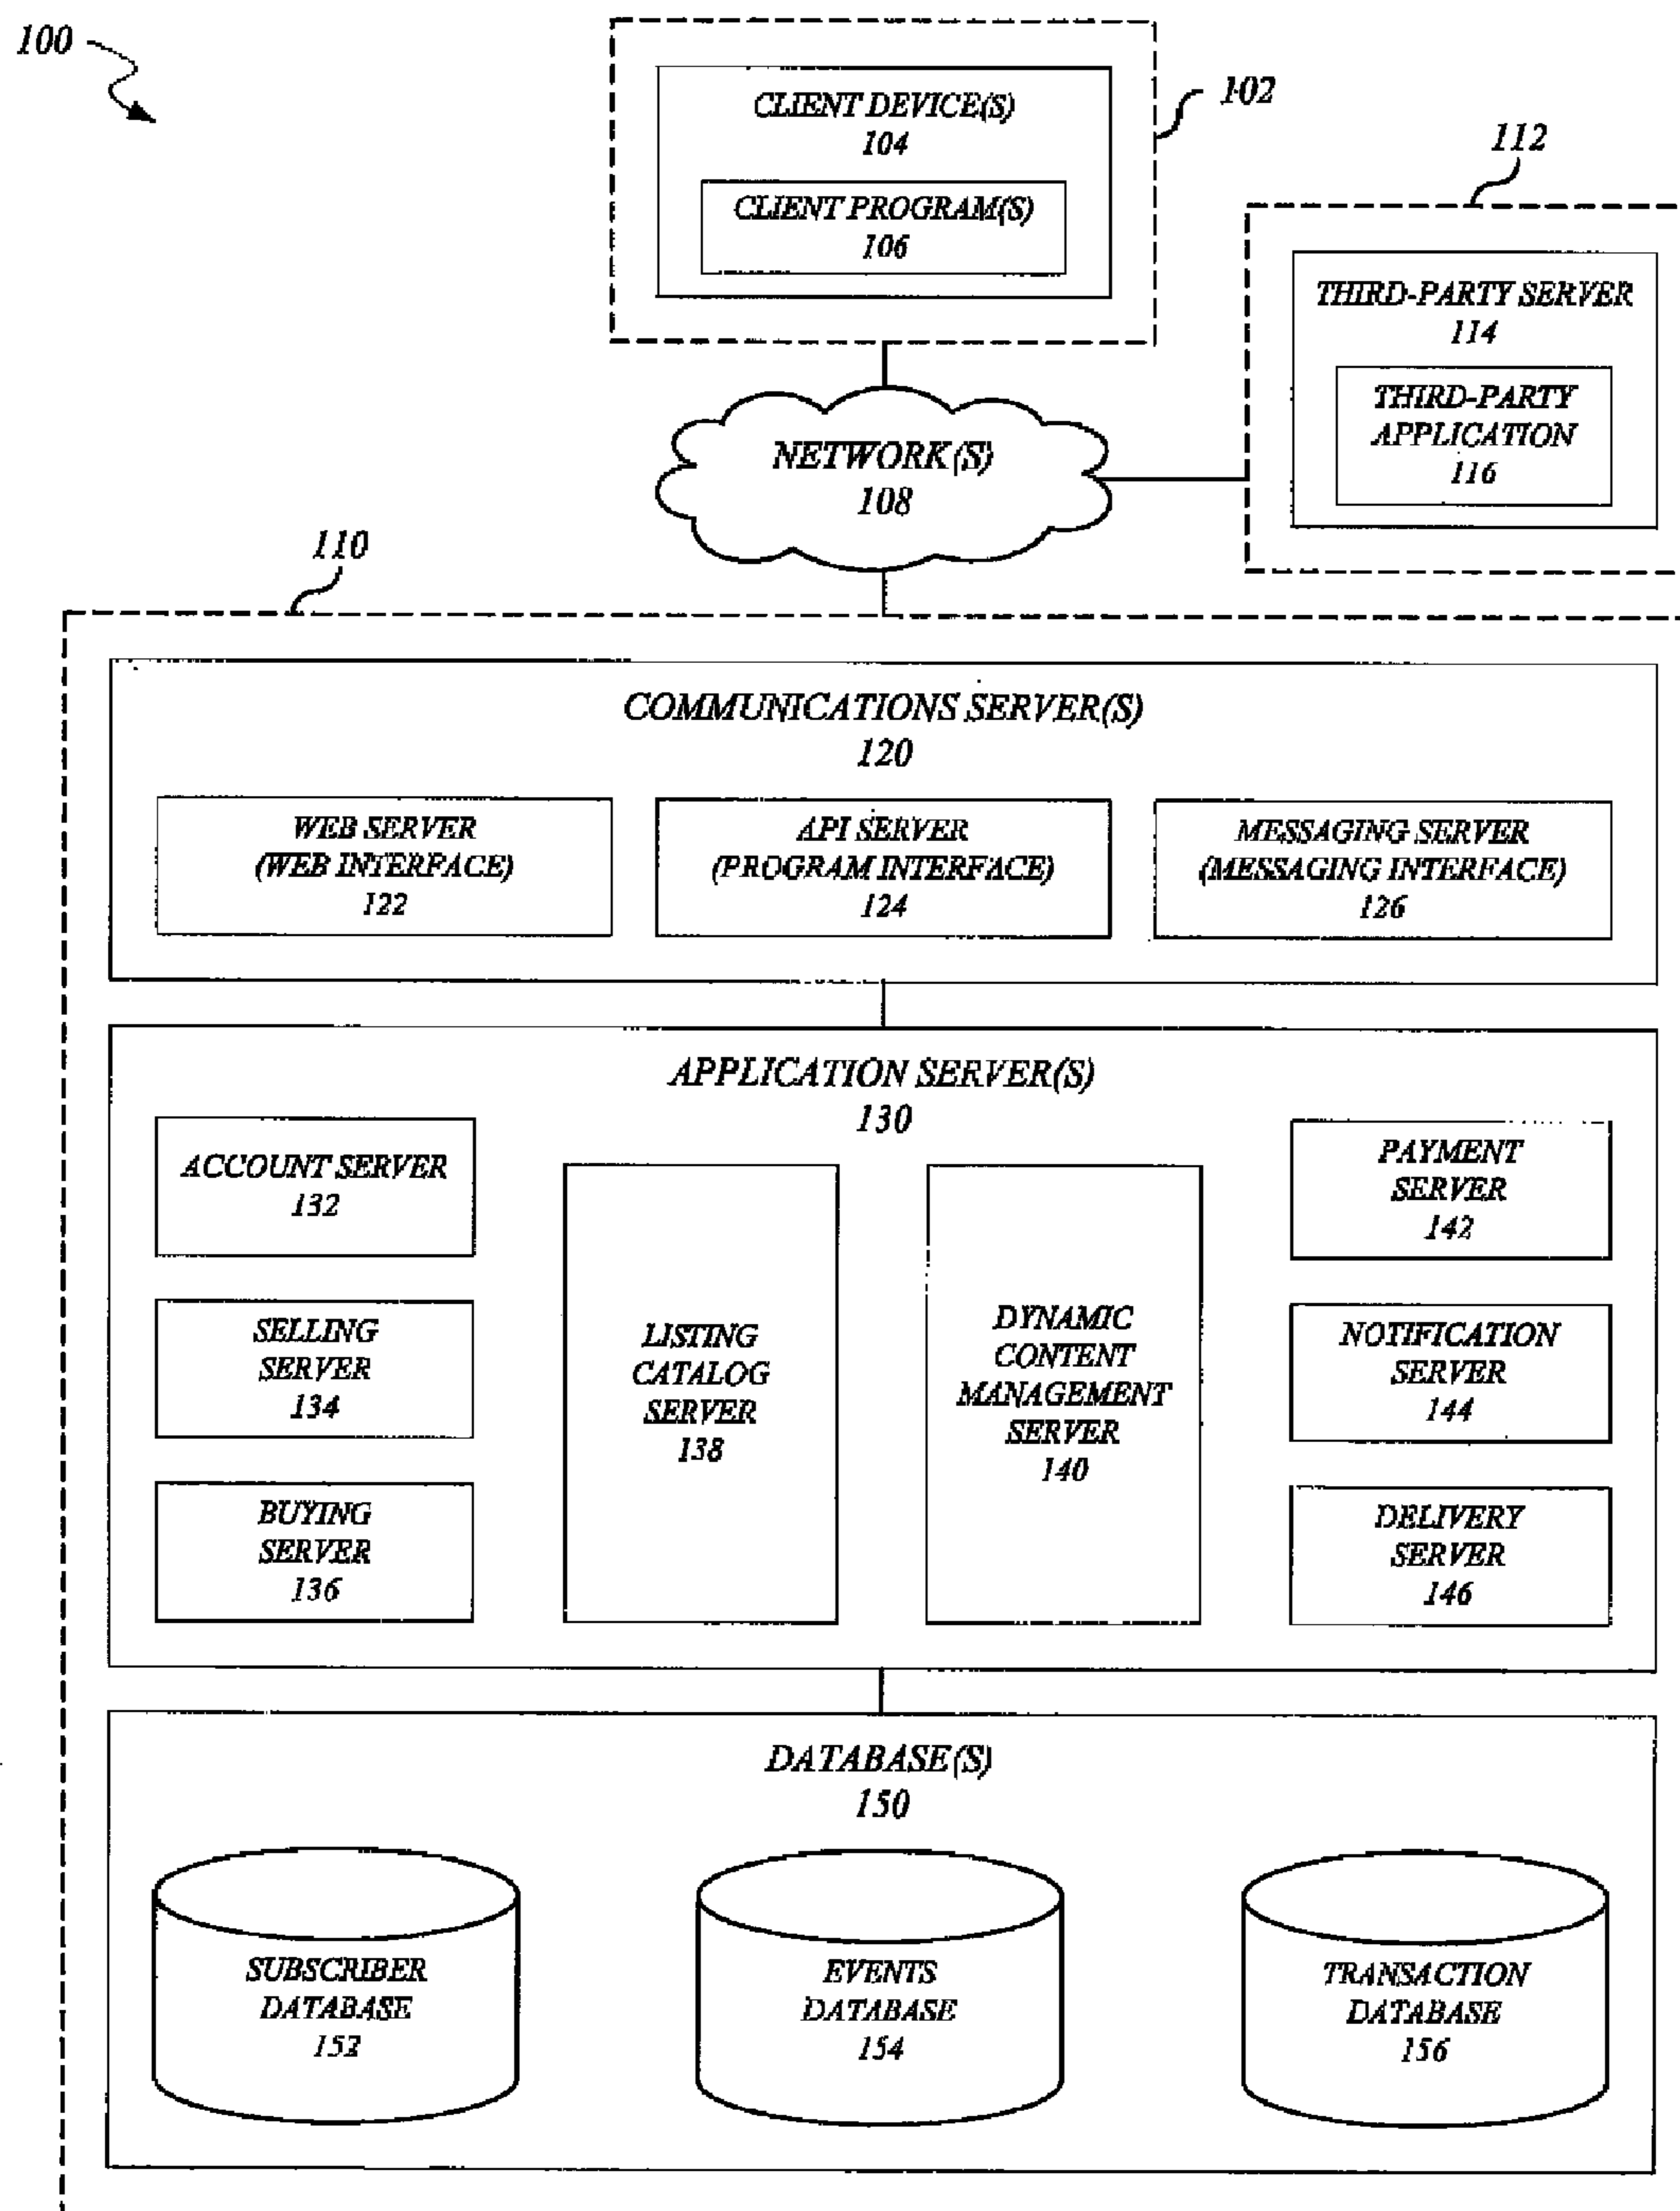 100
102
CLIENT DEVICE(S)
104
CLIENT PROGRAM(S)
106
112
THIRD-PARTY SERVER
114
THIRD-PARTY
APPLICATION
116
NETWORK(S)
108
110
COMMUNICATIONS SERVER(S)
120
WEB SERVER
(WEB INTERFACE)
122
API SERVER
(PROGRAM INTERFACE)
124
MESSAGING SERVER
(MESSAGING INTERFACE)
126
APPLICATION SERVER(S)
130
ACCOUNT SERVER
132
SELLING
SERVER
134
BUYING
SERVER
136
LISTING
CATALOG
SERVER
138
DYNAMIC
CONTENT
MANAGEMENT
SERVER
140
PAYMENT
SERVER
142
NOTIFICATION
SERVER
144
DELIVERY
SERVER
146
DATABASE(S)
150
SUBSCRIBER
DATABASE
152
EVENTS
DATABASE
154
TRANSACTION
DATABASE
156